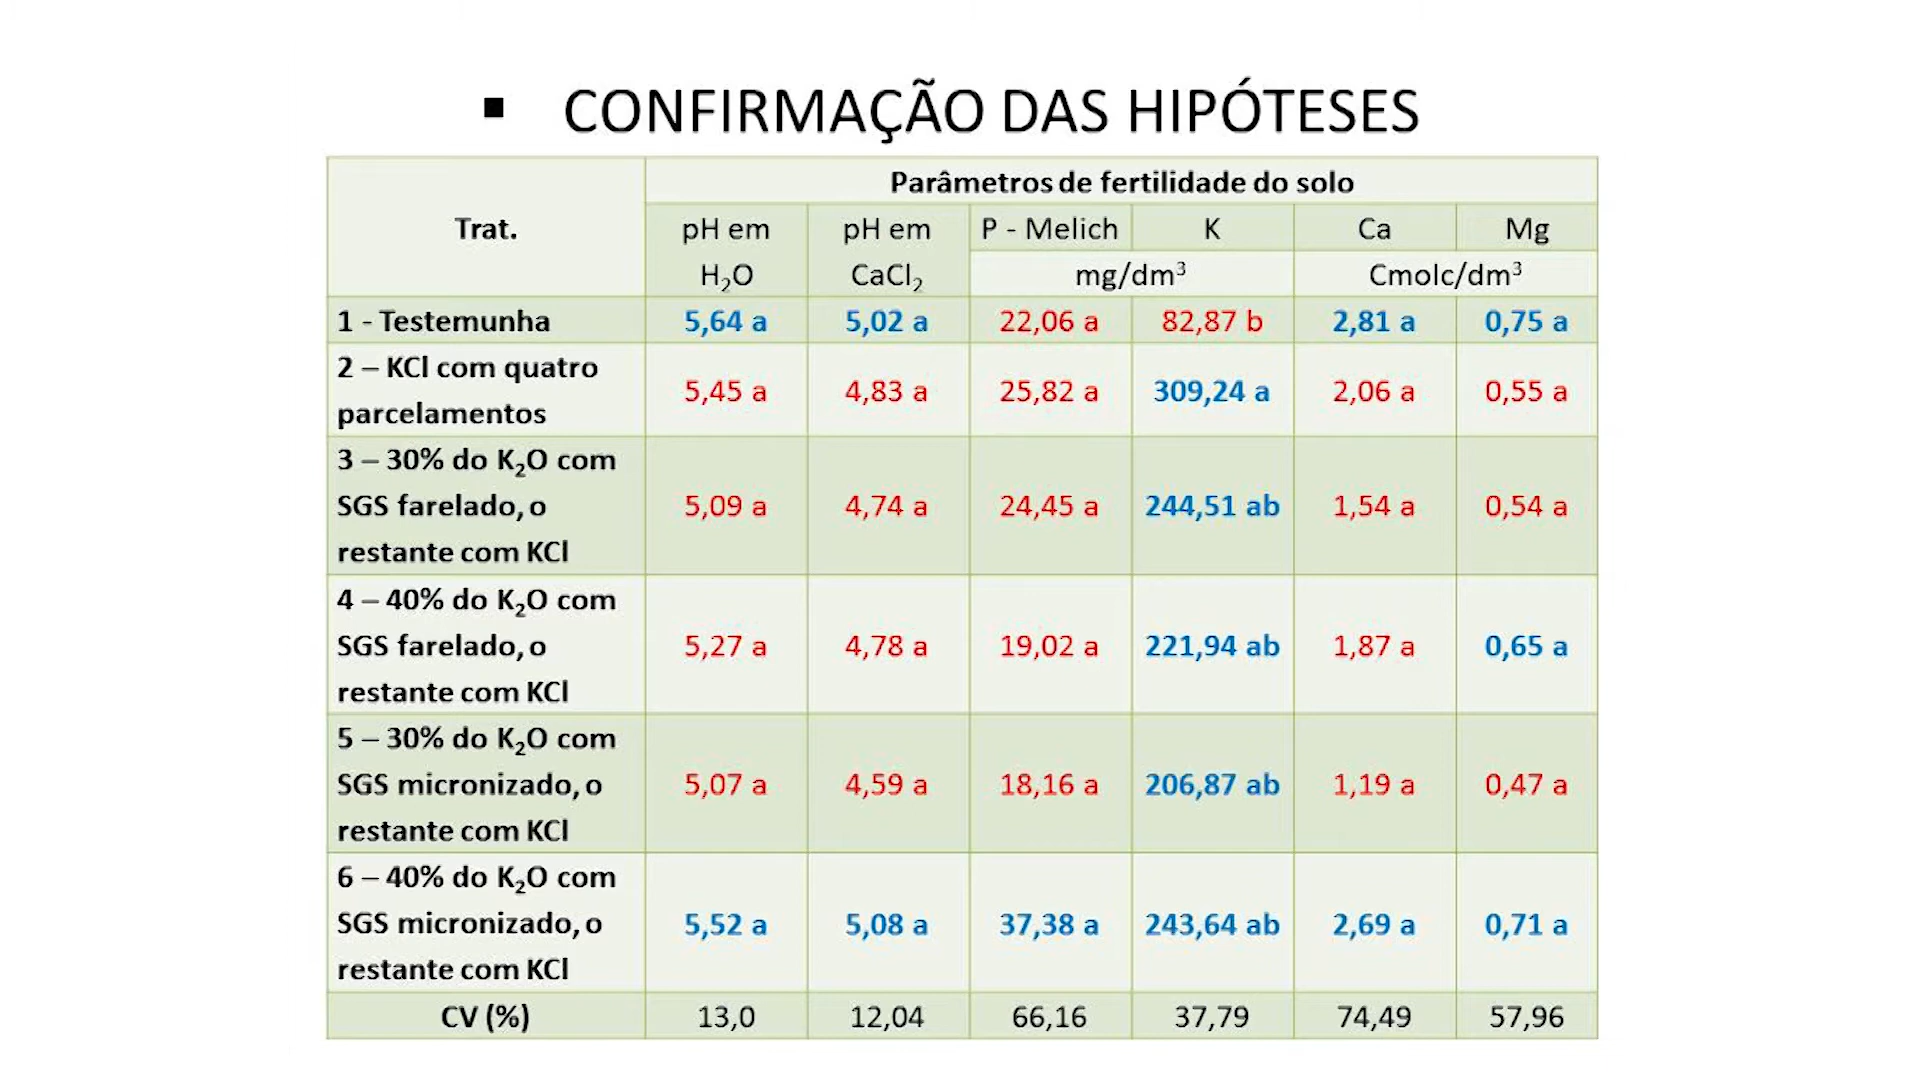 ▪ CONFIRMAÇÃO DAS HIPÓTESES
Trat.
Parâmetros de fertilidade do solo
pH em H₂O
pH em CaCl₂
P - Melich
K
Ca
Mg
mg/dm³
Cmolc/dm³
1 - Testemunha
5,64 a
5,02 a
22,06 a
82,87 b
2,81 a
0,75 a
2 – KCl com quatro
parcelamentos
5,45 a
4,83 a
25,82 a
309,24 a
2,06 a
0,55 a
3 – 30% do K₂O com
SGS farelado, o
restante com KCl
5,09 a
4,74 a
24,45 a
244,51 ab
1,54 a
0,54 a
4 – 40% do K₂O com
SGS farelado, o
restante com KCl
5,27 a
4,78 a
19,02 a
221,94 ab
1,87 a
0,65 a
5 – 30% do K₂O com
SGS micronizado, o
restante com KCl
5,07 a
4,59 a
18,16 a
206,87 ab
1,19 a
0,47 a
6 – 40% do K₂O com
SGS micronizado, o
restante com KCl
5,52 a
5,08 a
37,38 a
243,64 ab
2,69 a
0,71 a
CV (%)
13,0
12,04
66,16
37,79
74,49
57,96